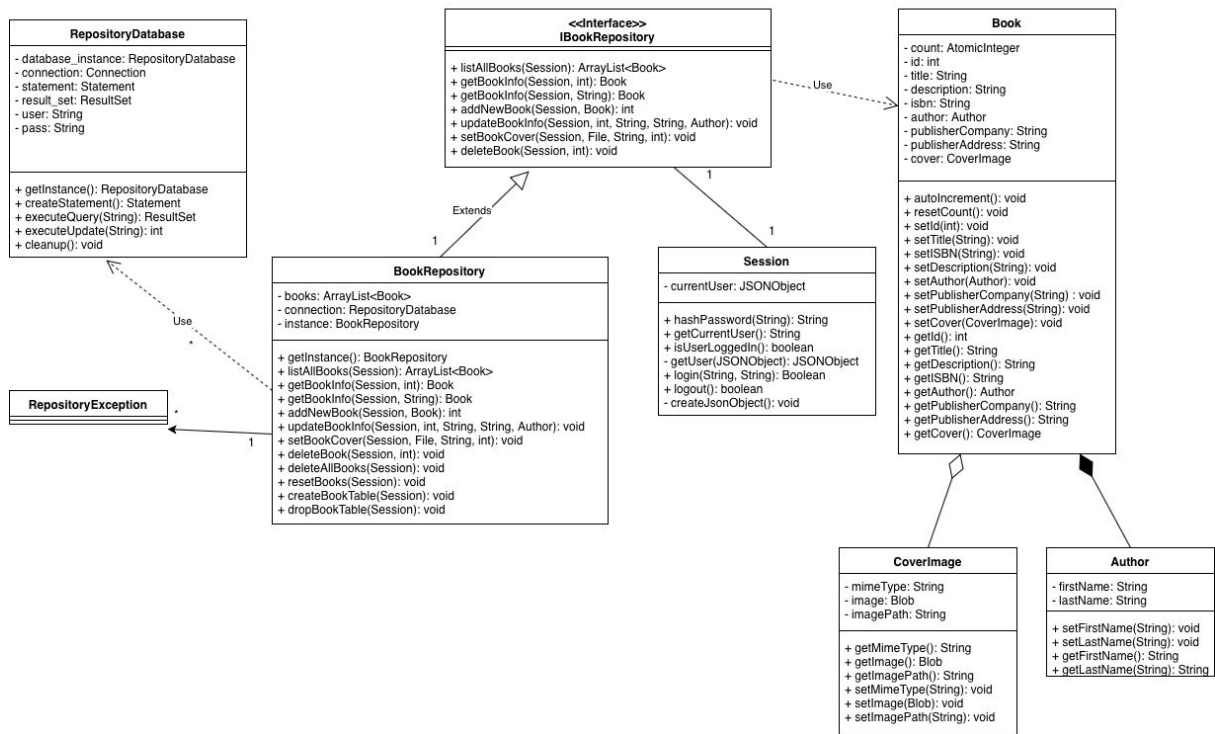 RepositoryDatabase
- database_instance: RepositoryDatabase
- connection: Connection
- statement: Statement
- result_set: ResultSet
- user: String
- pass: String
+ getInstance(): RepositoryDatabase
+ createStatement(): Statement
+ executeQuery(String): ResultSet
+ executeUpdate(String): int
+ cleanup(): void
<<Interface>>
IBookRepository
+ listAllBooks(Session): ArrayList<Book>
+ getBookInfo(Session, int): Book
+ getBookInfo(Session, String): Book
+ addNewBook(Session, Book): int
+ updateBookInfo(Session, int, String, String, Author): void
+ setBookCover(Session, File, String, int): void
+ deleteBook(Session, int): void
Use
Book
- count: AtomicInteger
- id: int
- title: String
- description: String
- isbn: String
- author: Author
- publisherCompany: String
- publisherAddress: String
- cover: CoverImage
+ autoIncrement(): void
+ resetCount(): void
+ setId(int): void
+ setTitle(String): void
+ setISBN(String): void
+ setDescription(String): void
+ setAuthor(Author): void
+ setPublisherCompany(String) : void
+ setPublisherAddress(String): void
+ setCover(CoverImage): void
+ getId(): int
+ getTitle(): String
+ getDescription(): String
+ getISBN(): String
+ getAuthor(): Author
+ getPublisherCompany(): String
+ getPublisherAddress(): String
+ getCover(): CoverImage
Extends
1
1
1
Use
*
BookRepository
- books: ArrayList<Book>
- connection: RepositoryDatabase
- instance: BookRepository
+ getInstance(): BookRepository
+ listAllBooks(Session): ArrayList<Book>
+ getBookInfo(Session, int): Book
+ getBookInfo(Session, String): Book
+ addNewBook(Session, Book): int
+ updateBookInfo(Session, int, String, String, Author): void
+ setBookCover(Session, File, String, int): void
+ deleteBook(Session, int): void
+ deleteAllBooks(Session): void
+ resetBooks(Session): void
+ createBookTable(Session): void
+ dropBookTable(Session): void
Session
- currentUser: JSONObject
+ hashPassword(String): String
+ getCurrentUser(): String
+ isUserLoggedIn(): boolean
- getUser(JSONObject): JSONObject
+ login(String, String): Boolean
+ logout(): boolean
- createJsonObject(): void
RepositoryException
*
1
CoverImage
- mimeType: String
- image: Blob
- imagePath: String
+ getMimeType(): String
+ getImage(): Blob
+ getImagePath(): String
+ setMimeType(String): void
+ setImage(Blob): void
+ setImagePath(String): void
Author
- firstName: String
- lastName: String
+ setFirstName(String): void
+ setLastName(String): void
+ getFirstName(): String
+ getLastName(String): String